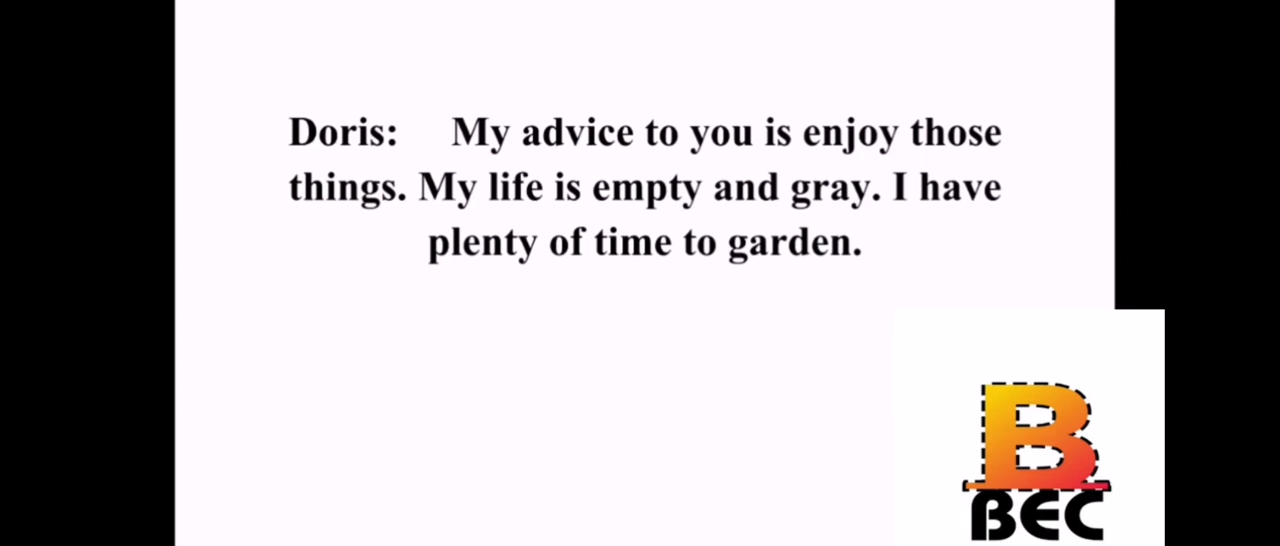 Doris: My advice to you is enjoy those
things. My life is empty and gray. I have
plenty of time to garden.
B
BEC